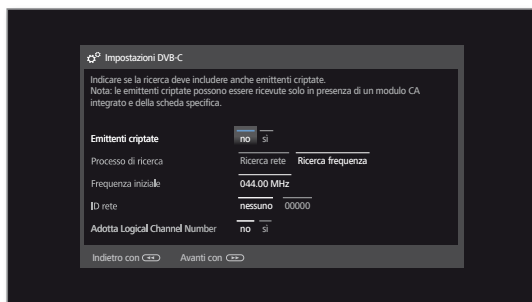 Impostazioni DVB-C
Indicare se la ricerca deve includere anche emittenti criptate.
Nota: le emittenti criptate possono essere ricevute solo in presenza di un modulo CA
integrato e della scheda specifica.
Emittenti criptate no sì
Processo di ricerca Ricerca rete Ricerca frequenza
Frequenza iniziale 044.00 MHz
ID rete nessuno 00000
Adotta Logical Channel Number no sì
Indietro con Avanti con